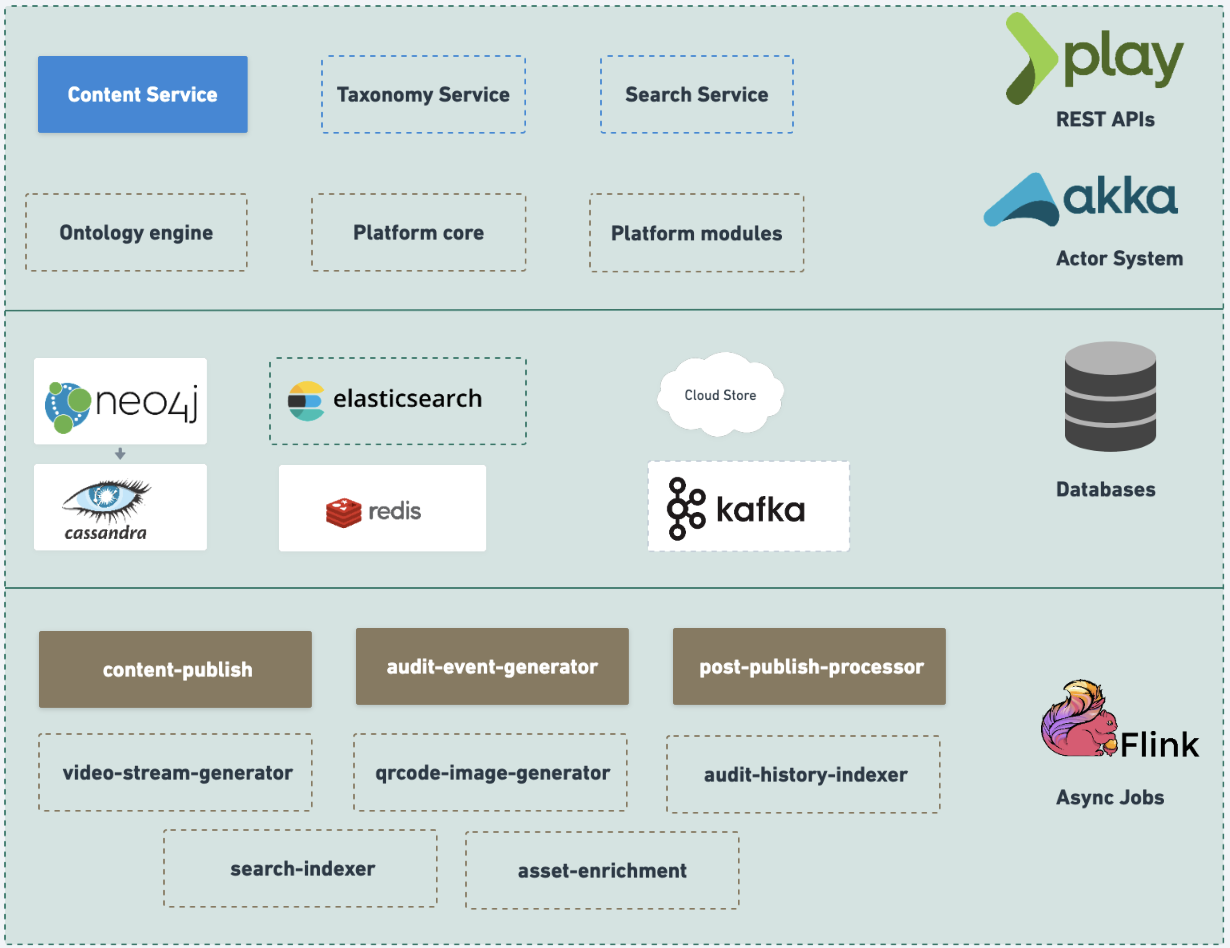 Content Service
Taxonomy Service
Search Service
play
REST APIs
Ontology engine
Platform core
Platform modules
akka
Actor System
neo4j
elasticsearch
Cloud Store
cassandra
redis
kafka
Databases
content-publish
audit-event-generator
post-publish-processor
video-stream-generator
qrcode-image-generator
audit-history-indexer
Flink
Async Jobs
search-indexer
asset-enrichment